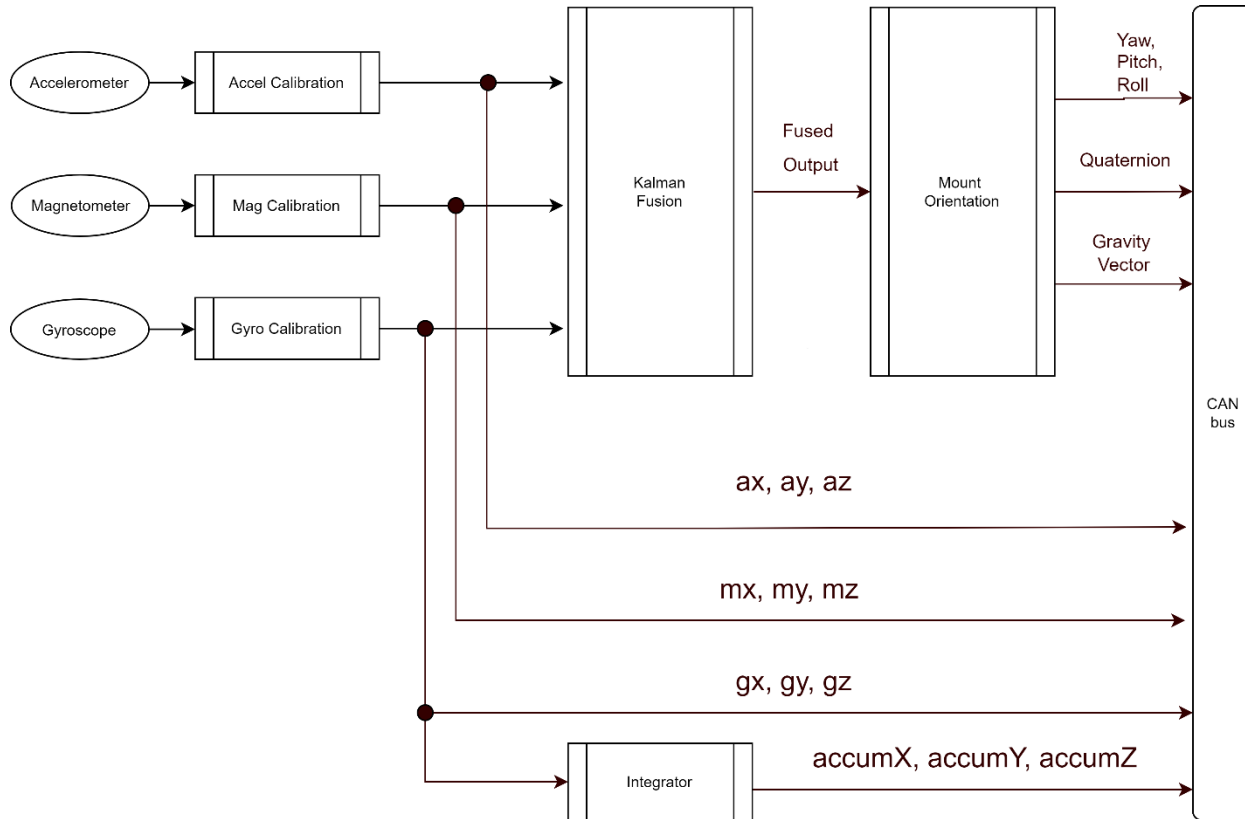 Accelerometer
Accel Calibration
Magnetometer
Mag Calibration
Gyroscope
Gyro Calibration
Kalman
Fusion
Fused
Output
Mount
Orientation
Yaw,
Pitch,
Roll
Quaternion
Gravity
Vector
CAN
bus
ax, ay, az
mx, my, mz
gx, gy, gz
Integrator
accumX, accumY, accumZ